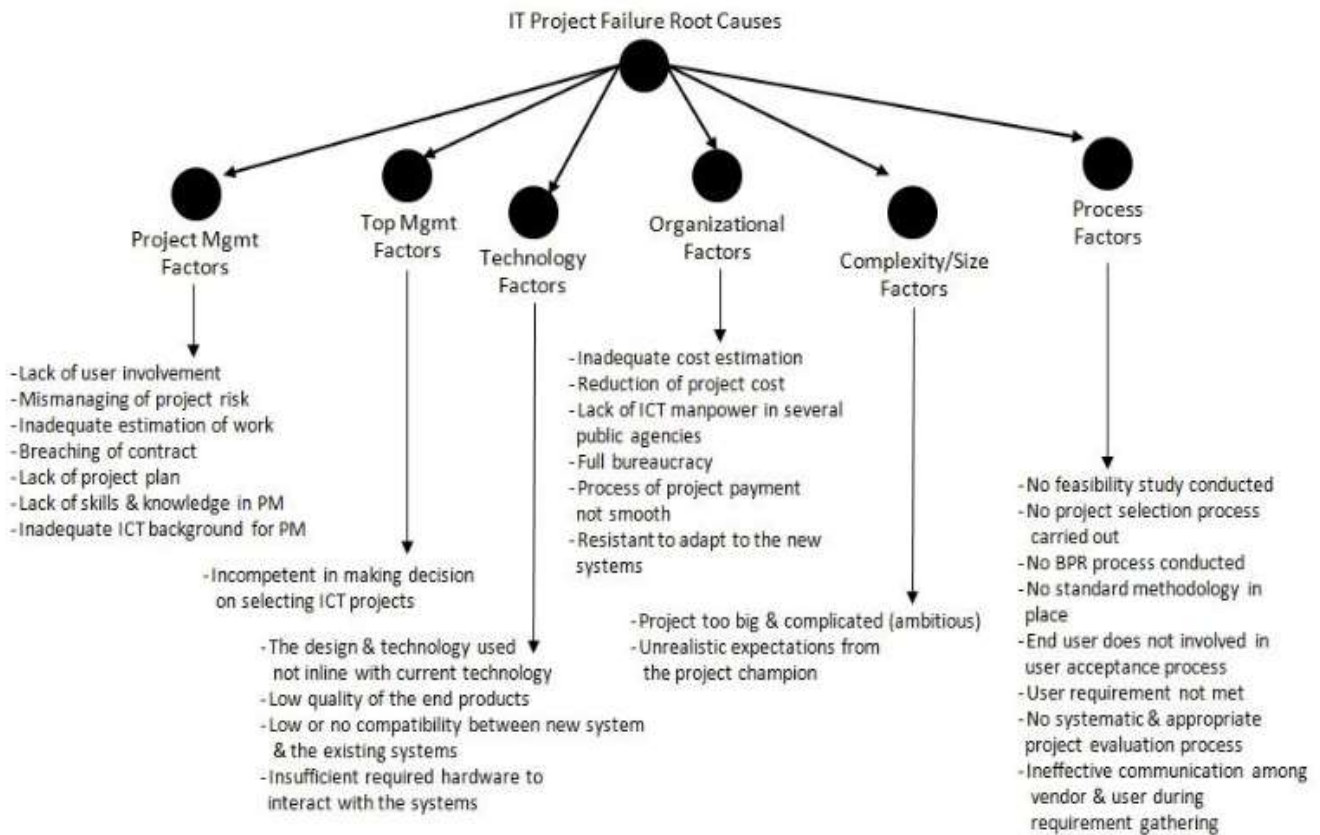 IT Project Failure Root Causes
Project Mgmt
Factors
Top Mgmt
Factors
Technology
Factors
Organizational
Factors
Complexity/Size
Factors
Process
Factors
-Lack of user involvement
-Mismanaging of project risk
-Inadequate estimation of work
-Breaching of contract
-Lack of project plan
-Lack of skills & knowledge in PM
-Inadequate ICT background for PM
-Incompetent in making decision
on selecting ICT projects
-The design & technology used
not inline with current technology
-Low quality of the end products
-Low or no compatibility between new system
& the existing systems
-Insufficient required hardware to
interact with the systems
-Inadequate cost estimation
-Reduction of project cost
-Lack of ICT manpower in several
public agencies
-Full bureaucracy
-Process of project payment
not smooth
-Resistant to adapt to the new
systems
-Project too big & complicated (ambitious)
-Unrealistic expectations from
the project champion
-No feasibility study conducted
-No project selection process
carried out
-No BPR process conducted
-No standard methodology in
place
-End user does not involved in
user acceptance process
-User requirement not met
-No systematic & appropriate
project evaluation process
-Ineffective communication among
vendor & user during
requirement gathering